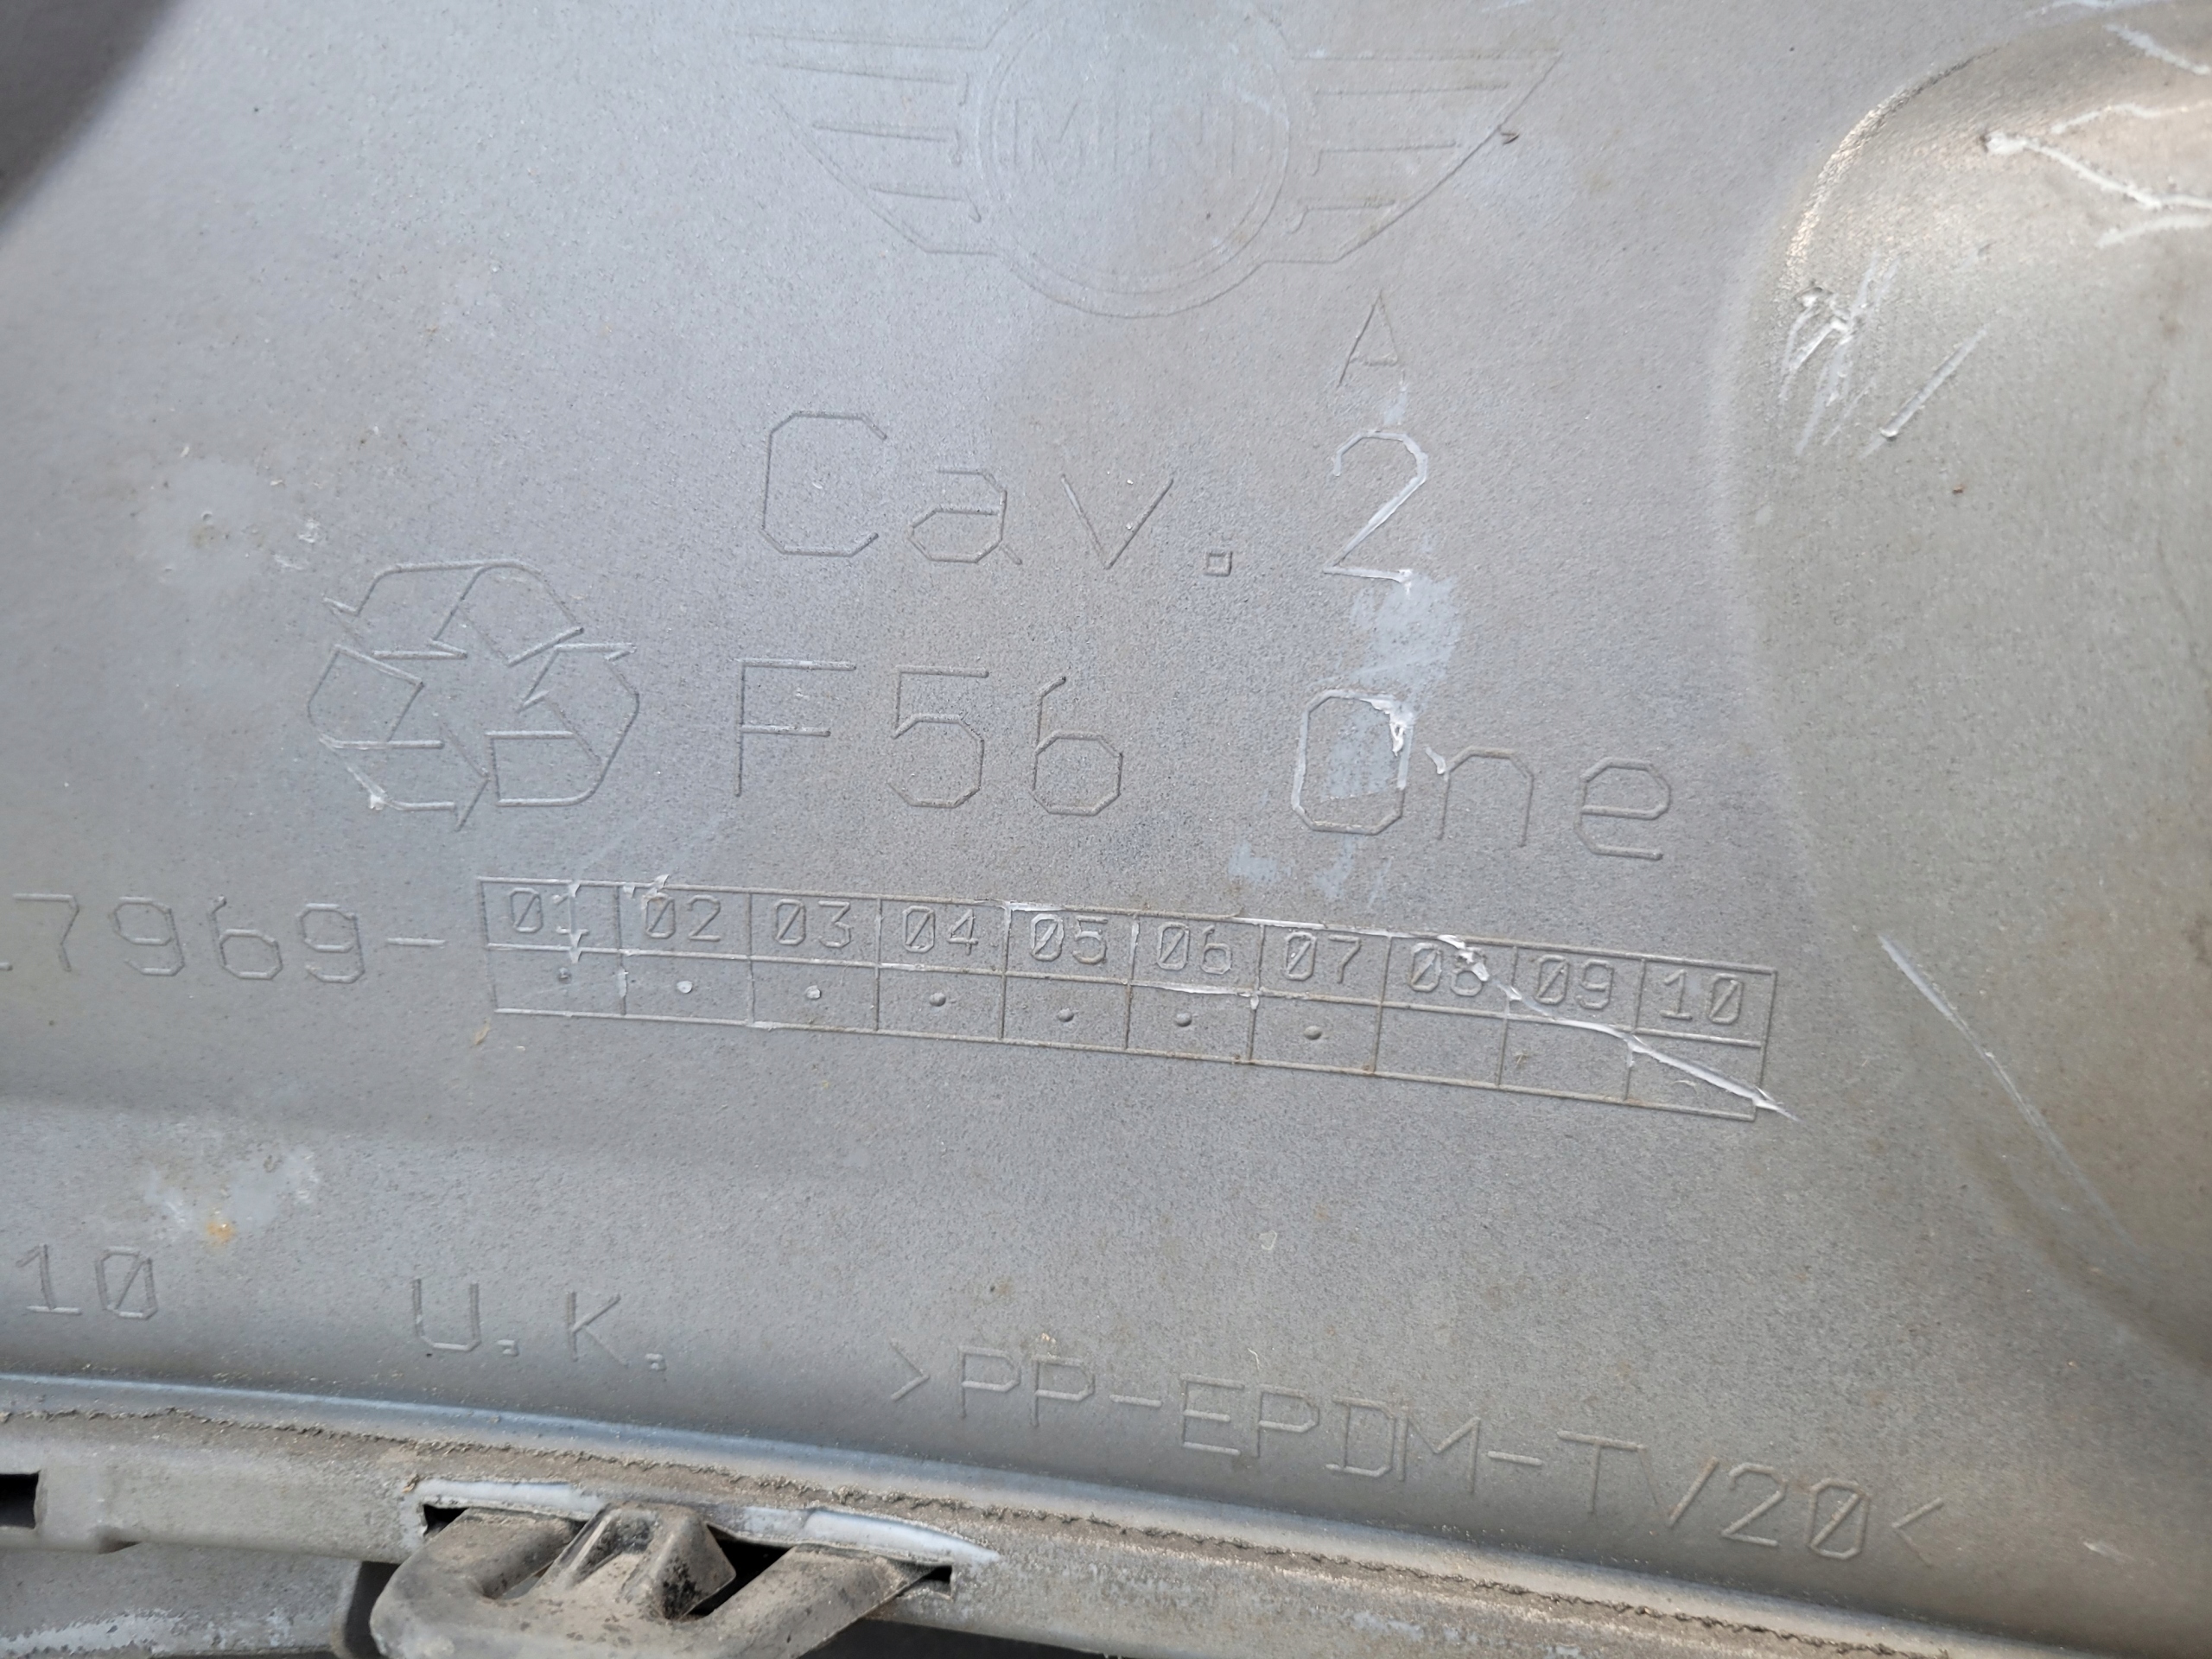 MINI
A
Cav. 2
F56 One
17969- 01 02 03 04 05 06 07 08 09 10
10 U.K. >PP-EPDM-TV20<